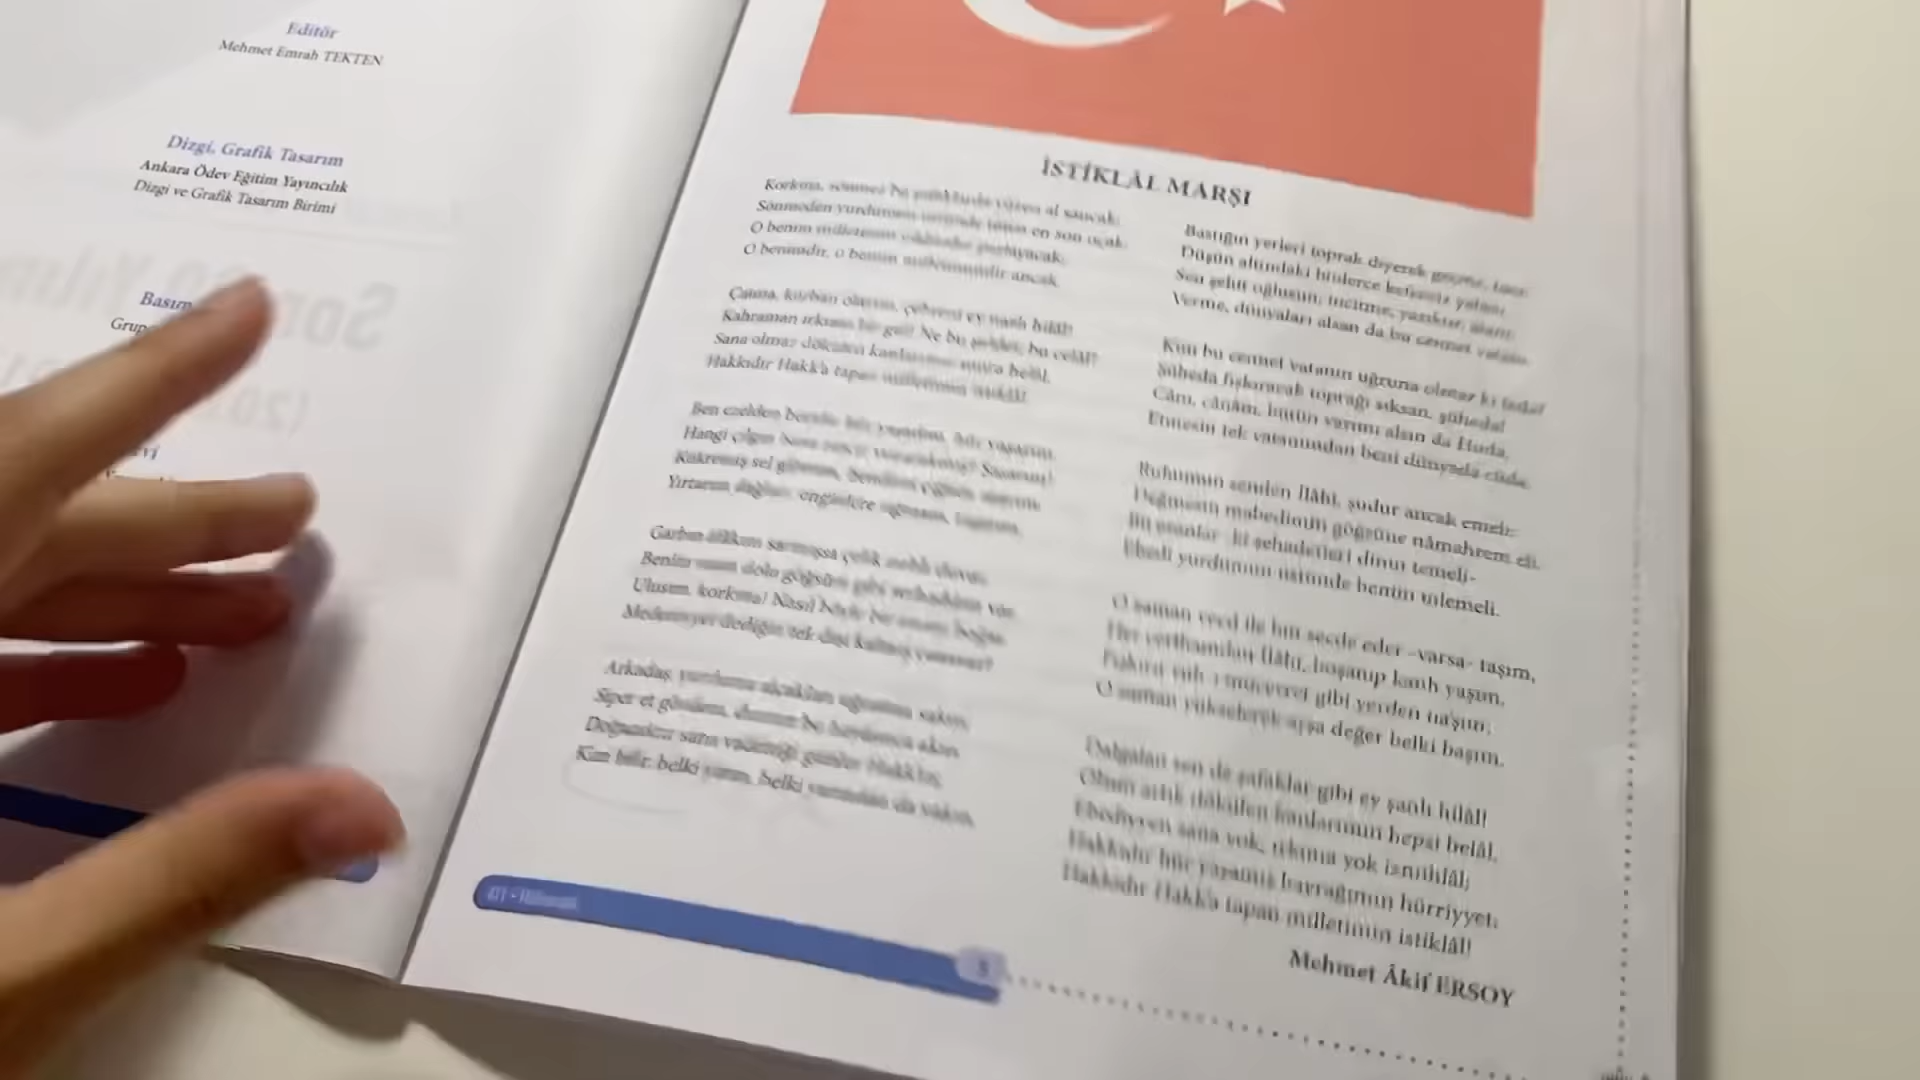 Editör
Mehmet Emrah TEKTEN
Dizgi, Grafik Tasarım
Ankara Ödev Eğitim Yayıncılık
Dizgi ve Grafik Tasarım Birimi
Basım
Grup
İSTİKLÂL MARŞI
Korkma, sönmez bu şafaklarda yüzen al sancak;
Sönmeden yurdumun üstünde tüten en son ocak.
O benim milletimin yıldızıdır, parlayacak;
O benimdir, o benim milletimindir ancak.
Çatma, kurban olayım, çehreni ey nazlı hilâl!
Kahraman ırkıma bir gül! Ne bu şiddet, bu celâl?
Sana olmaz dökülen kanlarımız sonra helâl.
Hakkıdır Hakk'a tapan milletimin istiklâl!
Ben ezelden beridir hür yaşadım, hür yaşarım.
Hangi çılgın bana zincir vuracakmış? Şaşarım!
Kükremiş sel gibiyim, bendimi çiğner, aşarım.
Yırtarım dağları, enginlere sığmam, taşarım.
Garbın âfâkını sarmışsa çelik zırhlı duvar,
Benim iman dolu göğsüm gibi serhaddim var.
Ulusun, korkma! Nasıl böyle bir imanı boğar,
Medeniyyet dediğin tek dişi kalmış canavar?
Arkadaş, yurduma alçakları uğratma sakın;
Siper et gövdeni, dursun bu hayâsızca akın.
Doğacaktır sana vadettiği günler Hakk'ın;
Kim bilir, belki yarın, belki yarından da yakın.
Bastığın yerleri toprak diyerek geçme, tanı:
Düşün altındaki binlerce kefensiz yatanı.
Sen şehit oğlusun, incitme, yazıktır, atanı:
Verme, dünyaları alsan da bu cennet vatanı.
Kim bu cennet vatanın uğruna olmaz ki feda?
Şüheda fışkıracak toprağı sıksan, şüheda!
Cânı, cânânı, bütün varımı alsın da Huda,
Etmesin tek vatanımdan beni dünyada cüda.
Ruhumun senden İlâhî, şudur ancak emeli:
Değmesin mabedimin göğsüne nâmahrem eli.
Bu ezanlar -ki şehadetleri dinin temeli-
Ebedî yurdumun üstünde benim inlemeli.
O zaman vecd ile bin secde eder -varsa- taşım,
Her cerîhamdan İlâhî, boşanıp kanlı yaşım,
Fışkırır ruh-ı mücerret gibi yerden na'şım;
O zaman yükselerek arşa değer belki başım.
Dalgalan sen de şafaklar gibi ey şanlı hilâl!
Olsun artık dökülen kanlarımın hepsi helâl.
Ebediyyen sana yok, ırkıma yok izmihlâl;
Hakkıdır hür yaşamış bayrağımın hürriyyet;
Hakkıdır Hakk'a tapan milletimin istiklâl!
Mehmet Âkif ERSOY
3